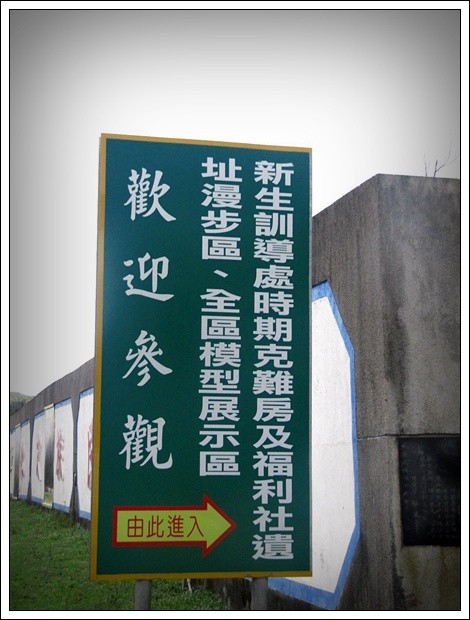 新生訓導處時期克難房及福利社遺
址漫步區、全區模型展示區
歡迎參觀
由此進入